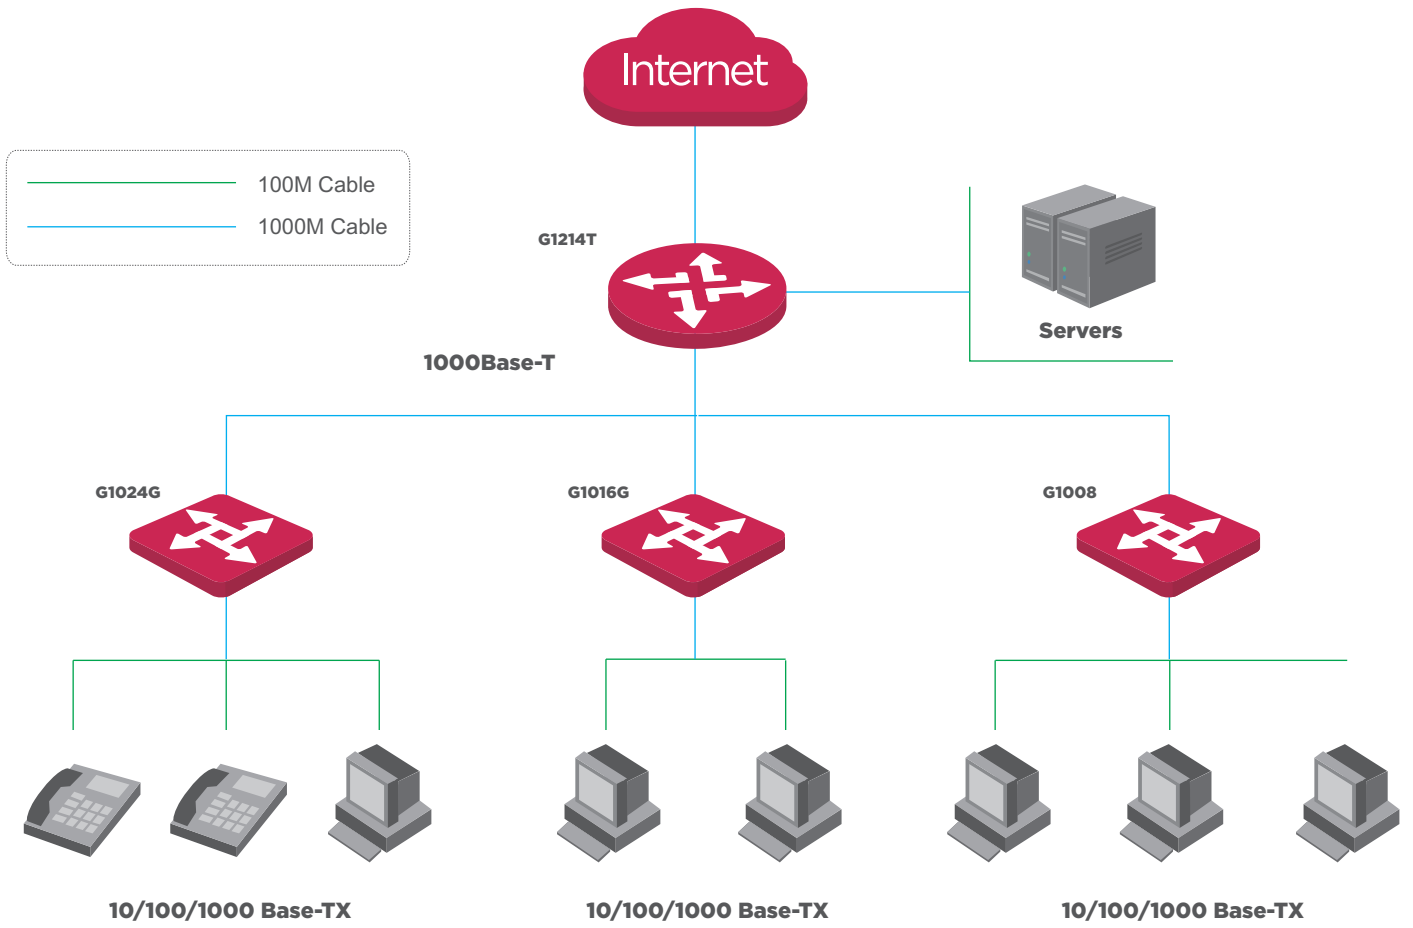 Internet
100M Cable
1000M Cable
G1214T
Servers
1000Base-T
G1024G
G1016G
G1008
10/100/1000 Base-TX
10/100/1000 Base-TX
10/100/1000 Base-TX